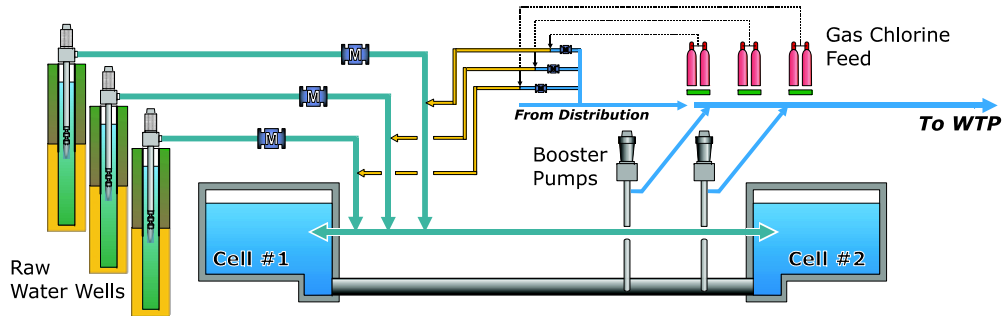 M
M
M
Gas Chlorine
Feed
From Distribution
To WTP
Booster
Pumps
Cell #1
Cell #2
Raw
Water Wells